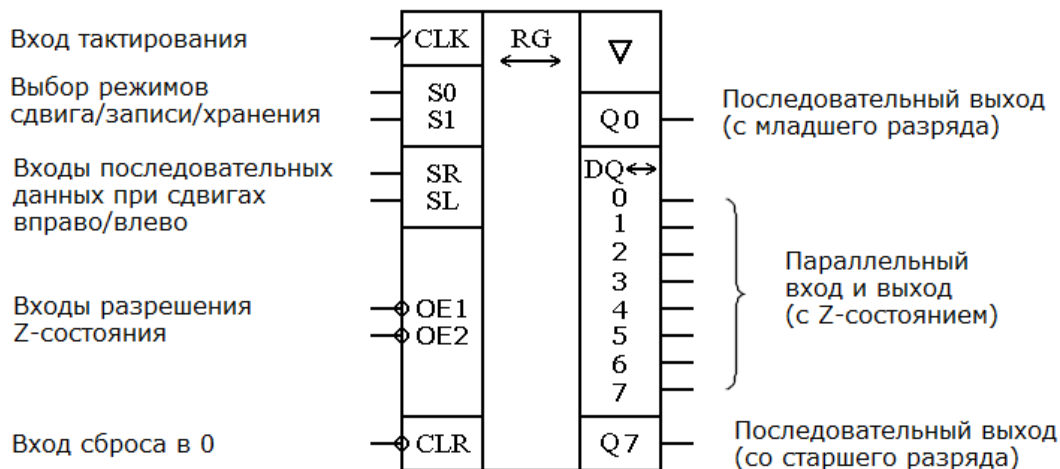 Вход тактирования
Выбор режимов
сдвига/записи/хранения
Входы последовательных
данных при сдвигах
вправо/влево
Входы разрешения
Z-состояния
Вход сброса в 0
CLK
S0
S1
SR
SL
OE1
OE2
CLR
RG
Q0
DQ
0
1
2
3
4
5
6
7
Q7
Последовательный выход
(с младшего разряда)
Параллельный
вход и выход
(с Z-состоянием)
Последовательный выход
(со старшего разряда)